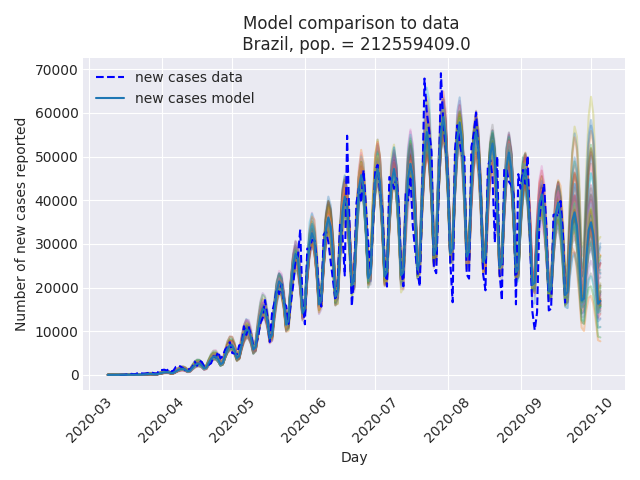 Model comparison to data
Brazil, pop. = 212559409.0
new cases data
new cases model
Number of new cases reported
70000
60000
50000
40000
30000
20000
10000
0
2020-03
2020-04
2020-05
2020-06
2020-07
2020-08
2020-09
2020-10
Day